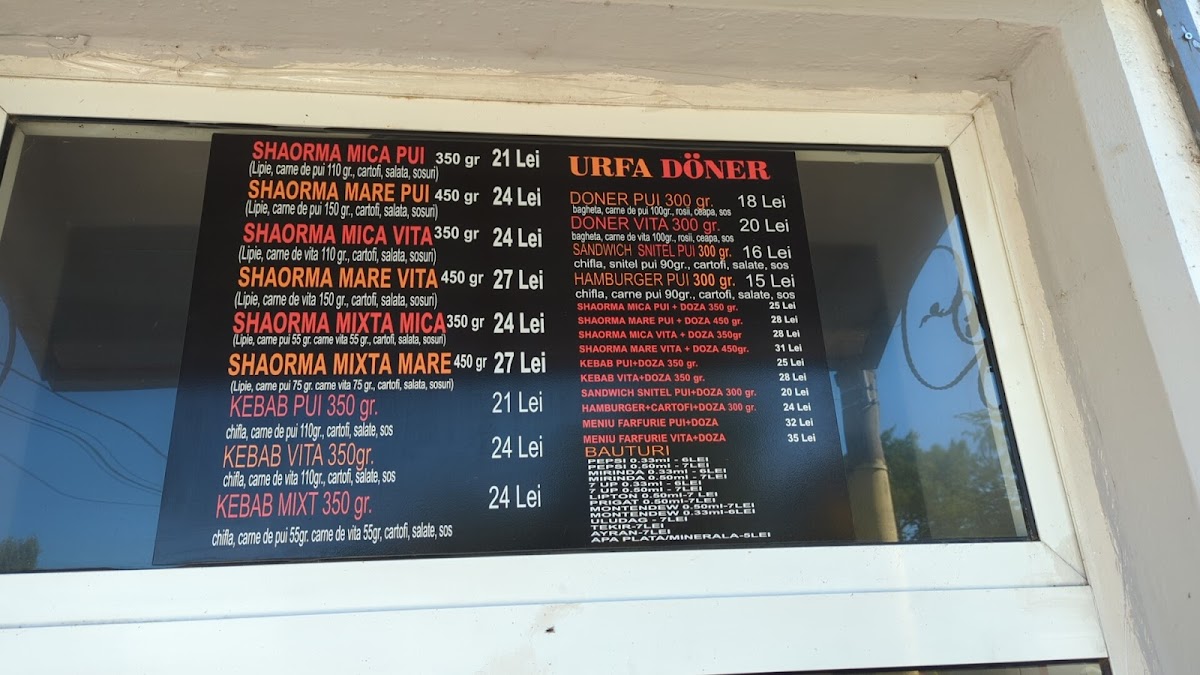 SHAORMA MICA PUI 350 gr 21 Lei
(Lipie, carne de pui 110 gr., cartofi, salata, sosuri)
SHAORMA MARE PUI 450 gr 24 Lei
(Lipie, carne de pui 150 gr., cartofi, salata, sosuri)
SHAORMA MICA VITA 350 gr 24 Lei
(Lipie, carne de vita 110 gr., cartofi, salata, sosuri)
SHAORMA MARE VITA 450 gr 27 Lei
(Lipie, carne de vita 150 gr., cartofi, salata, sosuri)
SHAORMA MIXTA MICA 350 gr 24 Lei
(Lipie, carne pui 55 gr. carne vita 55 gr., cartofi, salata, sosuri)
SHAORMA MIXTA MARE 450 gr 27 Lei
(Lipie, carne pui 75 gr. carne vita 75 gr., cartofi, salata, sosuri)
KEBAB PUI 350 gr. 21 Lei
chifla, carne de pui 110gr., cartofi, salate, sos
KEBAB VITA 350gr. 24 Lei
chifla, carne de vita 110gr., cartofi, salate, sos
KEBAB MIXT 350 gr. 24 Lei
chifla, carne de pui 55gr. carne de vita 55gr, cartofi, salate, sos
URFA DÖNER
DONER PUI 300 gr. 18 Lei
bagheta, carne de pui 100gr., rosii, ceapa, sos
DONER VITA 300 gr. 20 Lei
bagheta, carne de vita 100gr., rosii, ceapa, sos
SANDWICH SNITEL PUI 300 gr. 16 Lei
chifla, snitel pui 90gr., cartofi, salate, sos
HAMBURGER PUI 300 gr. 15 Lei
chifla, carne pui 90gr., cartofi, salate, sos
SHAORMA MICA PUI + DOZA 350 gr. 25 Lei
SHAORMA MARE PUI + DOZA 450 gr. 28 Lei
SHAORMA MICA VITA + DOZA 350gr 28 Lei
SHAORMA MARE VITA + DOZA 450gr. 31 Lei
KEBAB PUI+DOZA 350 gr. 25 Lei
KEBAB VITA+DOZA 350 gr. 28 Lei
SANDWICH SNITEL PUI+DOZA 300 gr. 20 Lei
HAMBURGER+CARTOFI+DOZA 300 gr. 24 Lei
MENIU FARFURIE PUI+DOZA 32 Lei
MENIU FARFURIE VITA+DOZA 35 Lei
BAUTURI
PEPSI 0.33ml - 6LEI
PEPSI 0.50ml - 7LEI
MIRINDA 0.33ml - 6LEI
MIRINDA 0.50ml - 7LEI
7 UP 0.33ml - 6LEI
7 UP 0.50ml - 7LEI
LIPTON 0.50ml-7 LEI
PRIGAT 0.50ml-7LEI
MONTENDEW 0.50ml-7LEI
MONTENDEW 0.33ml-6LEI
ULUDAG - 7LEI
TEKIR-7LEI
AYRAN-7LEI
APA PLATA/MINERALA-5LEI